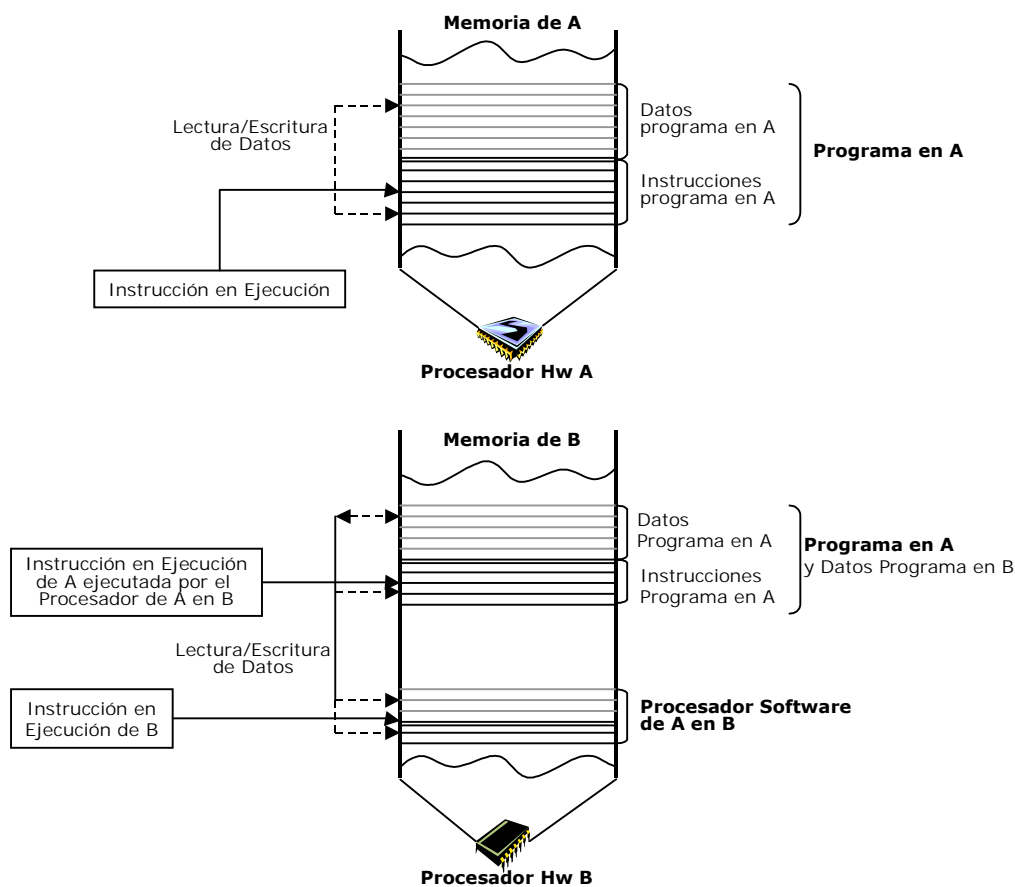 Memoria de A
Lectura/Escritura
de Datos
Datos
programa en A
Programa en A
Instrucciones
programa en A
Instrucción en Ejecución
Procesador Hw A
Memoria de B
Datos
Programa en A
Programa en A
y Datos Programa en B
Instrucción en Ejecución
de A ejecutada por el
Procesador de A en B
Instrucciones
Programa en A
Lectura/Escritura
de Datos
Instrucción en
Ejecución de B
Procesador Software
de A en B
Procesador Hw B